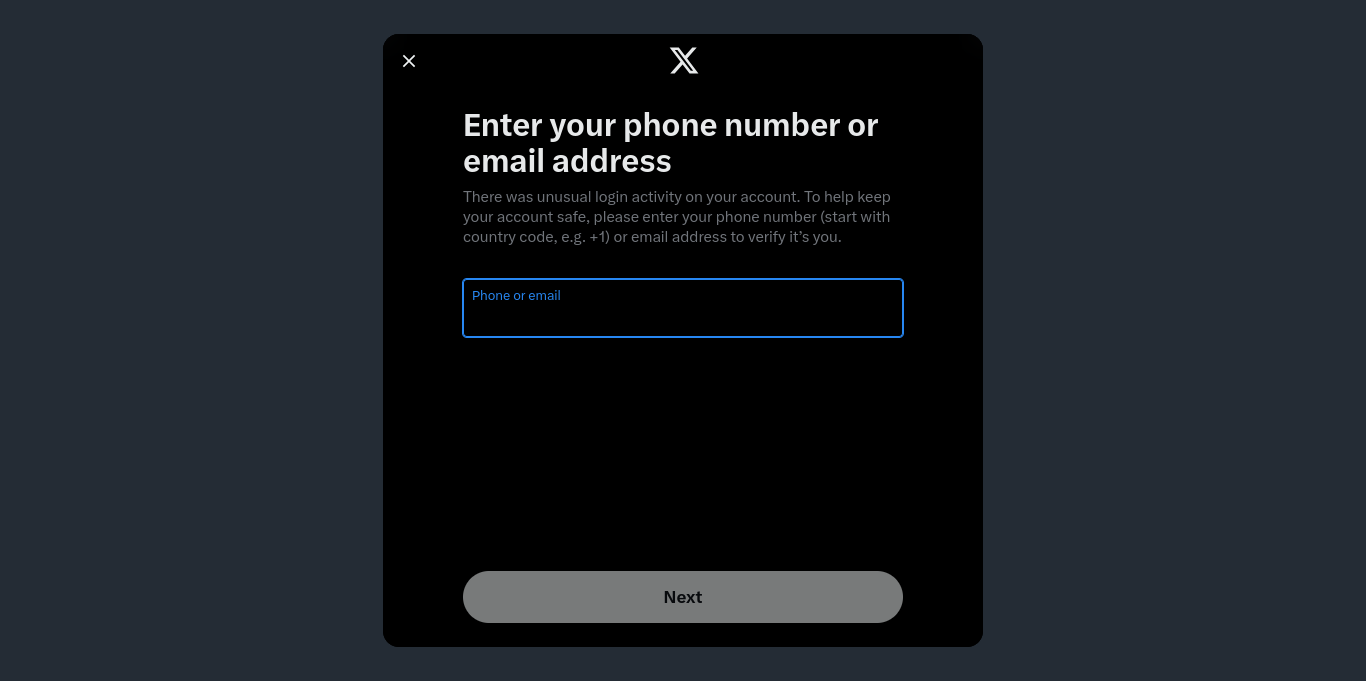 Enter your phone number or
email address
There was unusual login activity on your account. To help keep
your account safe, please enter your phone number (start with
country code, e.g. +1) or email address to verify it’s you.
Phone or email
Next